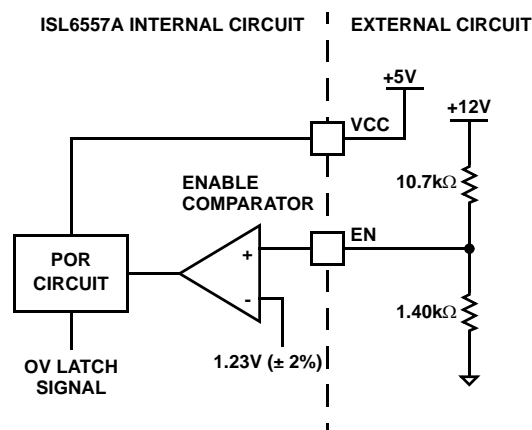 ISL6557A INTERNAL CIRCUIT
EXTERNAL CIRCUIT
+5V
+12V
VCC
10.7kΩ
ENABLE
COMPARATOR
POR
CIRCUIT
+
EN
-
1.40kΩ
1.23V (± 2%)
OV LATCH
SIGNAL